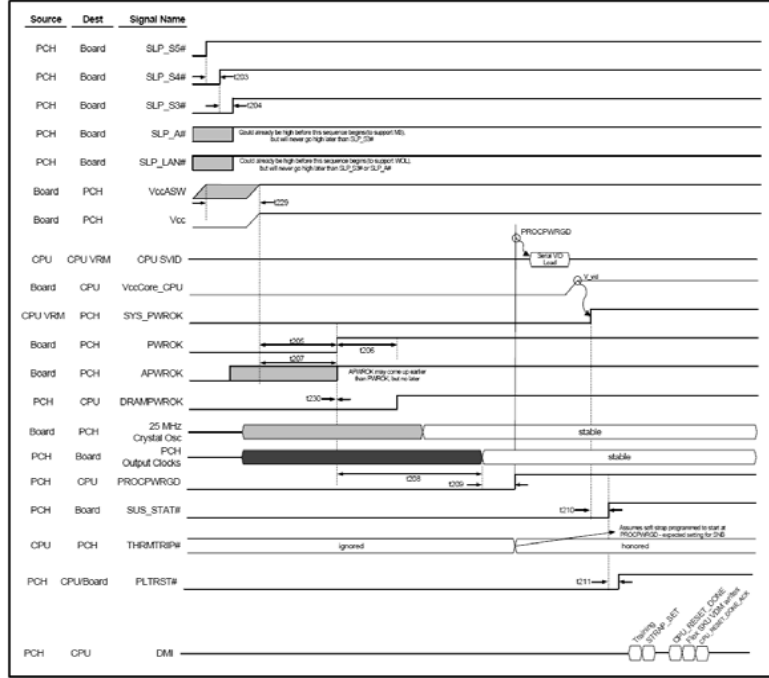 Source Dest Signal Name
PCH Board SLP_S5#
PCH Board SLP_S4# t203
PCH Board SLP_S3# t204
PCH Board SLP_A# Could already be high before this sequence begins (to support M3),
but will never go high later than SLP_S3#
PCH Board SLP_LAN# Could already be high before this sequence begins (to support WOL),
but will never go high later than SLP_S3# or SLP_A#
Board PCH VccASW
t229
Board PCH Vcc
PROCPWRGD
CPU CPU VRM CPU SVID Serial VID
Load
V_vid
Board CPU VccCore_CPU
CPU VRM PCH SYS_PWROK
t205
Board PCH PWROK t206
t207
Board PCH APWROK APWROK may come up earlier
than PWROK, but no later
PCH CPU DRAMPWROK t230
Board PCH 25 MHz
Crystal Osc stable
PCH Board PCH
Output Clocks stable
t208
PCH CPU PROCPWRGD t209
PCH Board SUS_STAT# t210
Assumes soft strap programmed to start at
PROCPWRGD - expected setting for SNB
CPU PCH THRMTRIP# ignored honored
PCH CPU/Board PLTRST# t211
Training
STRAP_SET
CPU_RESET_DONE
Flex SKU VDM writes
CPU_RESET_DONE_ACK
PCH CPU DMI